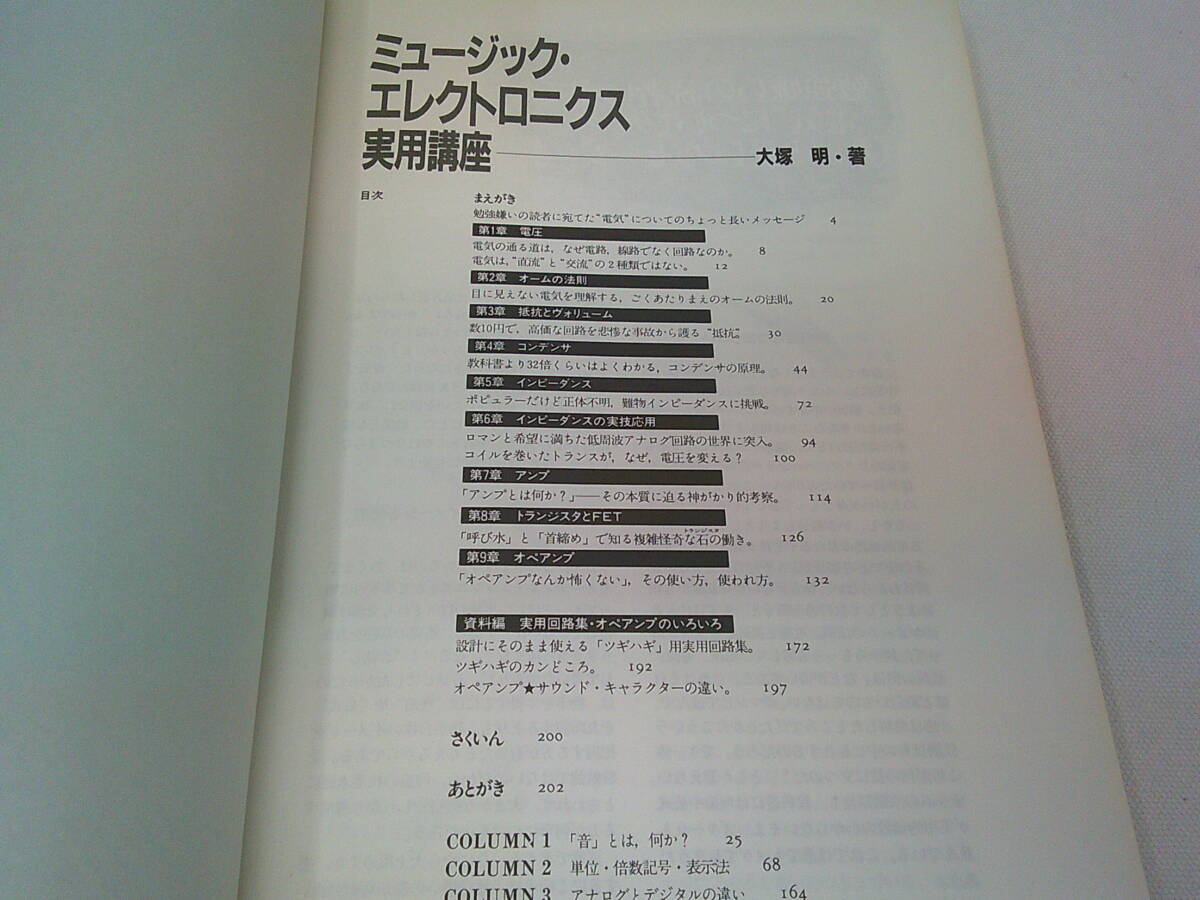 ミュージック・
エレクトロニクス
実用講座
大塚 明・著
目次
まえがき
勉強嫌いの読者に宛てた“電気”についてのちょっと長いメッセージ 4
第1章 電圧
電気の通る道は，なぜ電路，線路でなく回路なのか。 8
電気は，“直流”と“交流”の2種類ではない。 12
第2章 オームの法則
目に見えない電気を理解する，ごくあたりまえのオームの法則。 20
第3章 抵抗とヴォリューム
数10円で，高価な回路を悲惨な事故から護る“抵抗” 30
第4章 コンデンサ
教科書より32倍くらいはよくわかる，コンデンサの原理。 44
第5章 インピーダンス
ポピュラーだけど正体不明，難物インピーダンスに挑戦。 72
第6章 インピーダンスの実技応用
ロマンと希望に満ちた低周波アナログ回路の世界に突入。 94
コイルを巻いたトランスが，なぜ，電圧を変える？ 100
第7章 アンプ
「アンプとは何か？」――その本質に迫る神がかり的考察。 114
第8章 トランジスタとFET
トランジスタ
「呼び水」と「首締め」で知る複雑怪奇な石の働き。 126
第9章 オペアンプ
「オペアンプなんか怖くない」，その使い方，使われ方。 132
資料編 実用回路集・オペアンプのいろいろ
設計にそのまま使える「ツギハギ」用実用回路集。 172
ツギハギのカンどころ。 192
オペアンプ★サウンド・キャラクターの違い。 197
さくいん 200
あとがき 202
COLUMN 1 「音」とは，何か？ 25
COLUMN 2 単位・倍数記号・表示法 68
COLUMN 3 アナログとデジタルの違い 164